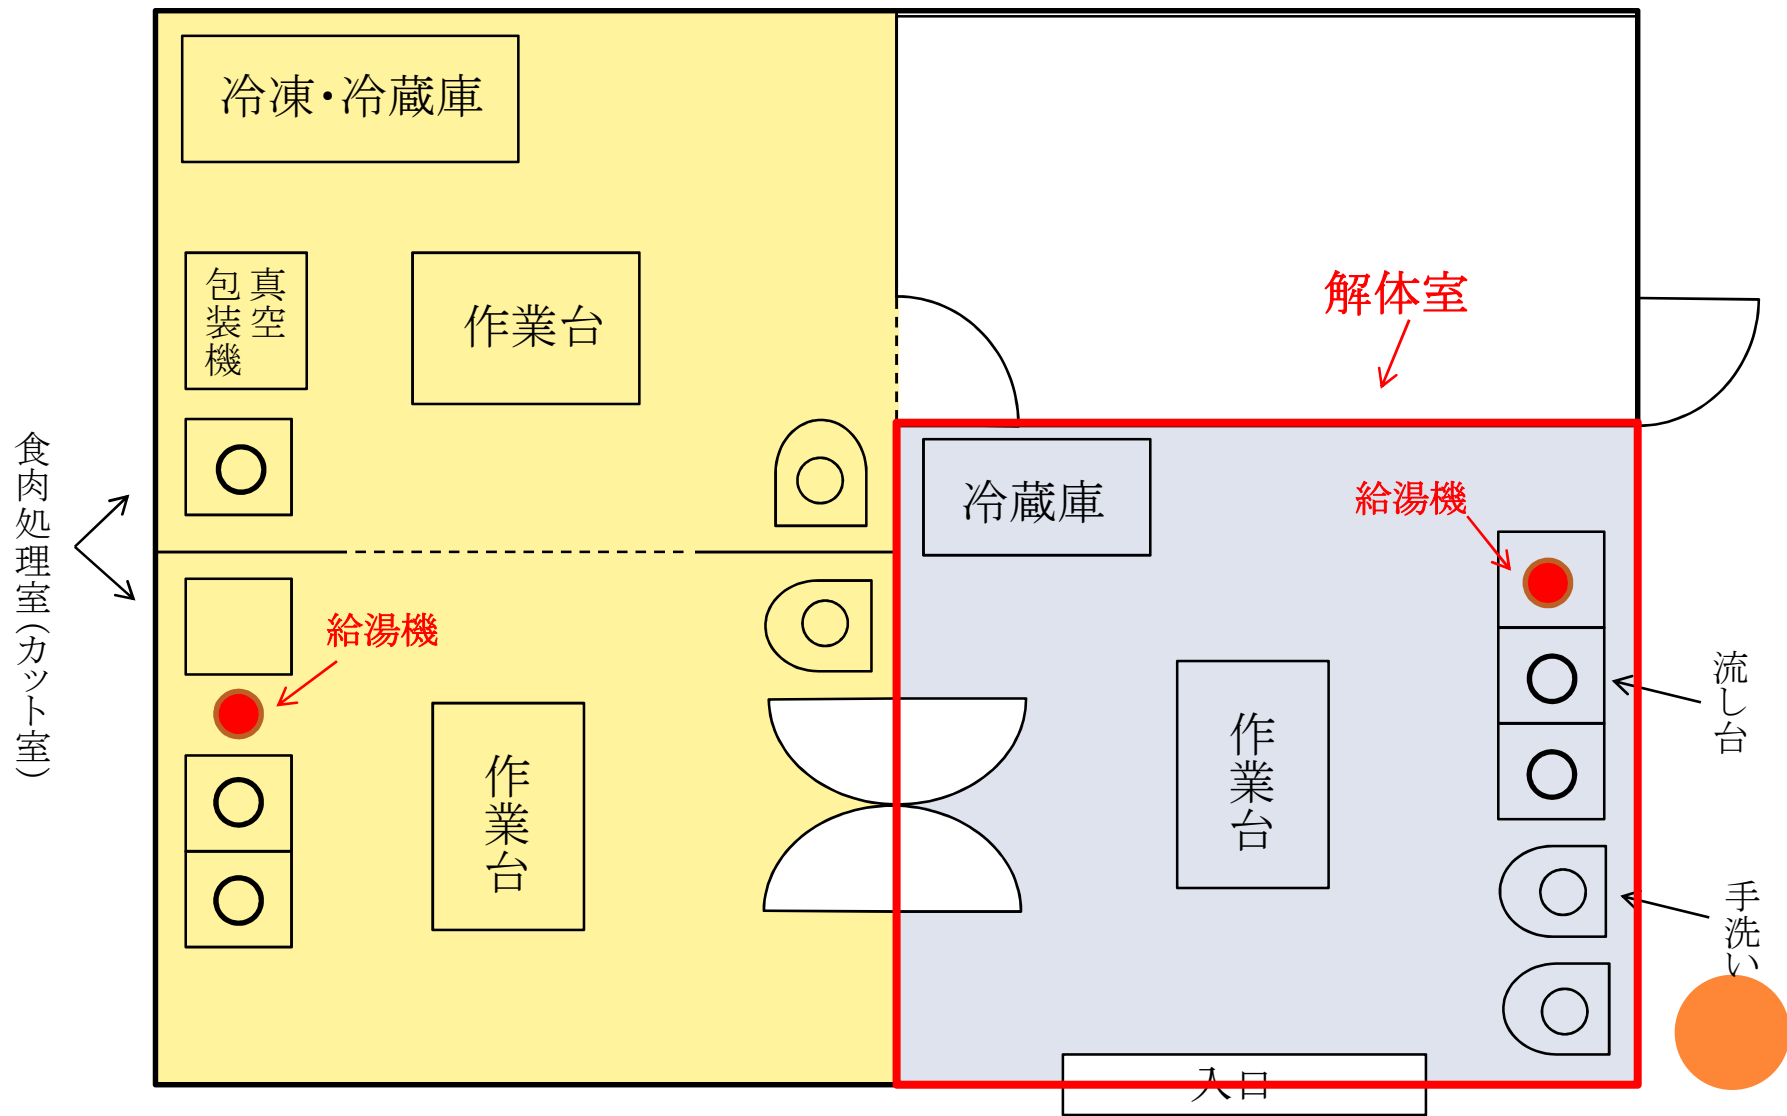 冷凍・冷蔵庫
真空
包装機
作業台
解体室
食肉処理室（カット室）
冷蔵庫
給湯機
給湯機
流し台
作業台
作業台
手洗い
入口